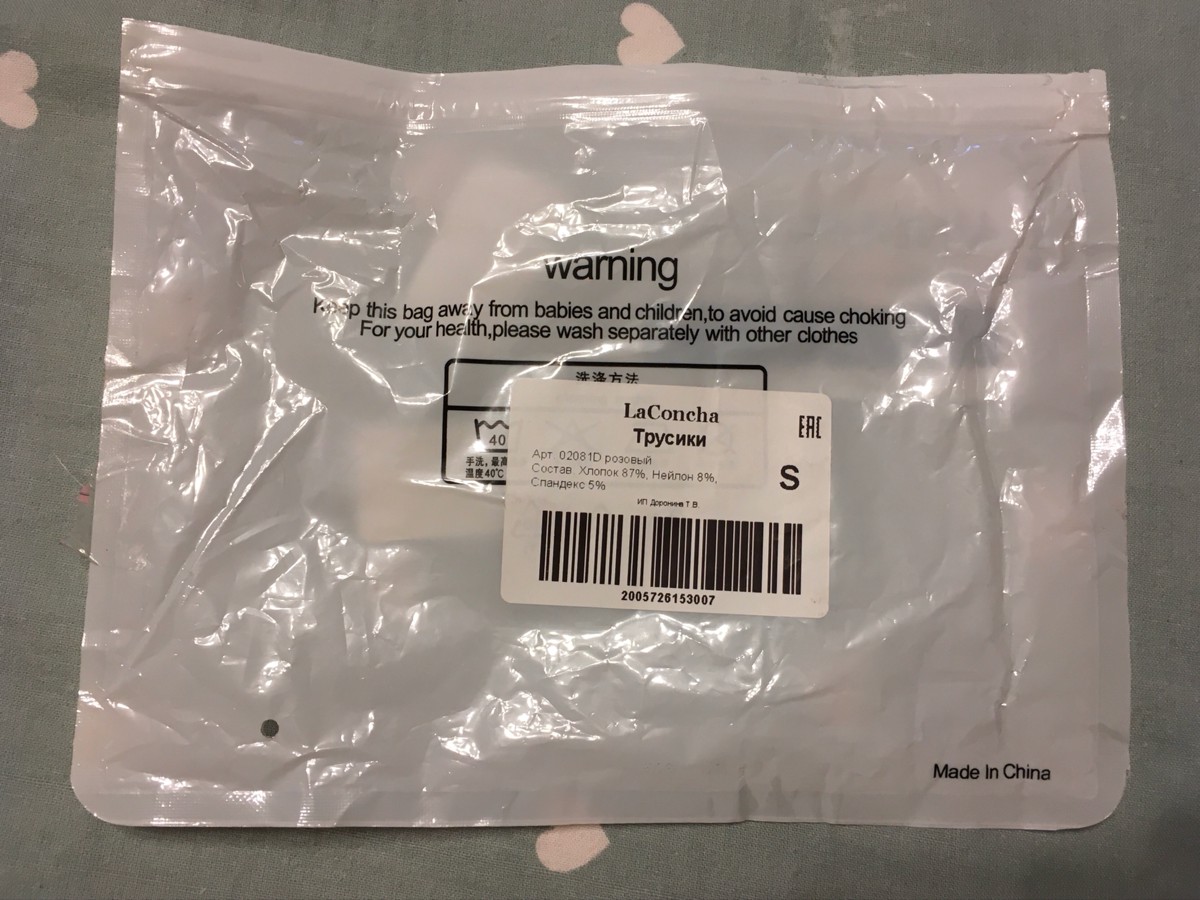 warning
Keep this bag away from babies and children,to avoid cause choking
For your health,please wash separately with other clothes
洗涤方法
40
手洗，最高
温度40℃
LaConcha
Трусики
EAC
Арт. 02081D розовый
Состав: Хлопок 87%, Нейлон 8%,
Спандекс 5%
S
ИП Доронина Т.В.
2005726153007
Made In China